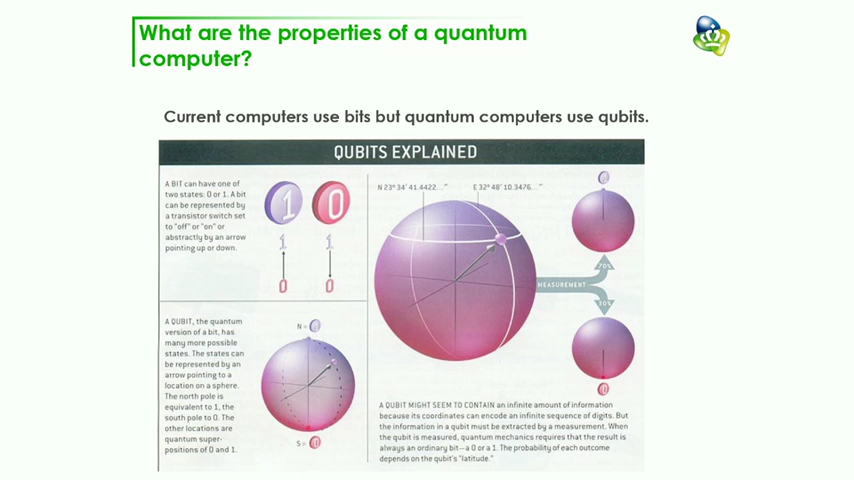 What are the properties of a quantum
computer?
Current computers use bits but quantum computers use qubits.
QUBITS EXPLAINED
A BIT can have one of
two states: 0 or 1. A bit
can be represented by
a transistor switch set
to "off" or "on" or
abstractly by an arrow
pointing up or down.
1 0
1 1
0 0
A QUBIT, the quantum
version of a bit, has
many more possible
states. The states can
be represented by an
arrow pointing to a
location on a sphere.
The north pole is
equivalent to 1, the
south pole to 0. The
other locations are
quantum super-
positions of 0 and 1.
N =
S =
N 23° 34' 41.4422..." E 32° 48' 10.3476..."
MEASUREMENT
70%
30%
A QUBIT MIGHT SEEM TO CONTAIN an infinite amount of information
because its coordinates can encode an infinite sequence of digits. But
the information in a qubit must be extracted by a measurement. When
the qubit is measured, quantum mechanics requires that the result is
always an ordinary bit—a 0 or a 1. The probability of each outcome
depends on the qubit's "latitude."